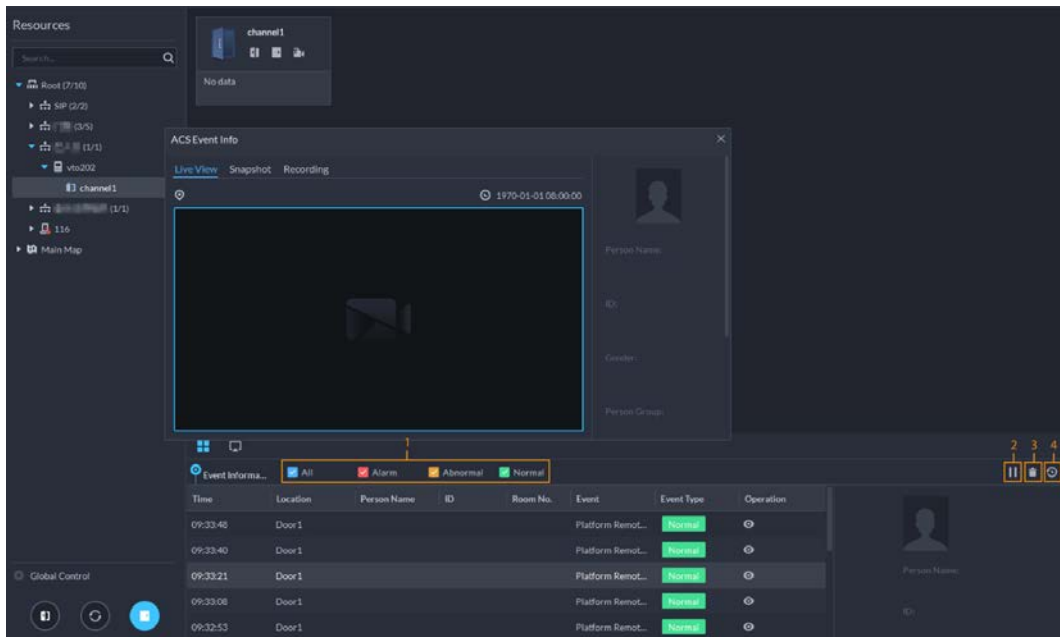 Resources
Search...
Root (7/10)
SIP (2/2)
(3/5)
(1/1)
vto202
channel1
(1/1)
116
Main Map
Global Control
channel1
No data
ACS Event Info
Live View Snapshot Recording
1970-01-01 08:00:00
Person Name:
ID:
Gender:
Person Group:
1
2 3 4
Event Informa... All Alarm Abnormal Normal
Time Location Person Name ID Room No. Event Event Type Operation
09:33:48 Door1 Platform Remot... Normal
09:33:40 Door1 Platform Remot... Normal
09:33:21 Door1 Platform Remot... Normal
09:33:08 Door1 Platform Remot... Normal
09:32:53 Door1 Platform Remot... Normal
Person Name:
ID: